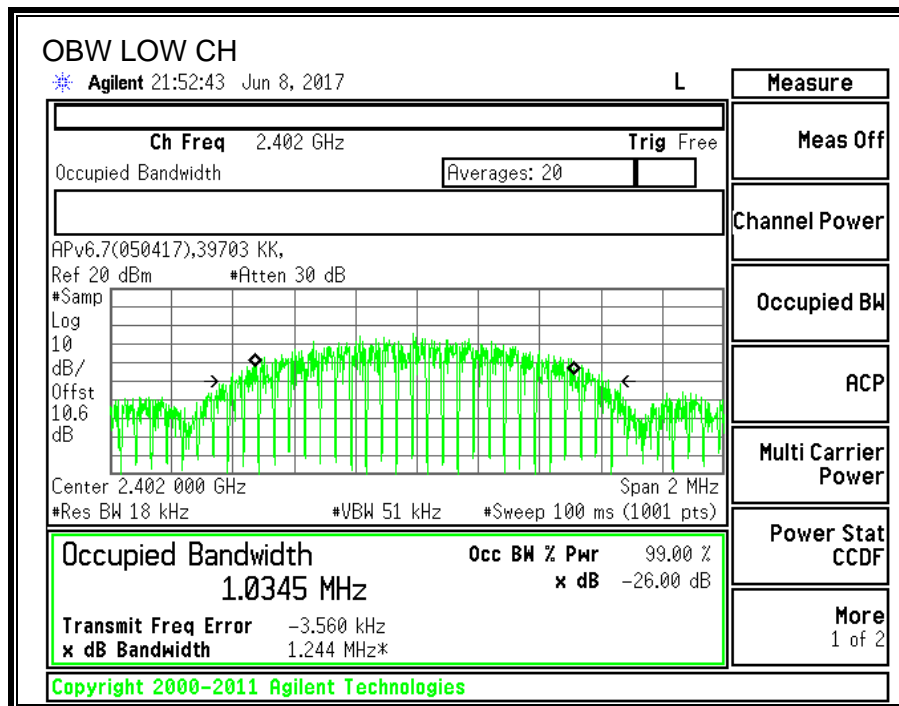 OBW LOW CH
Agilent 21:52:43 Jun 8, 2017 L
Measure
Ch Freq 2.402 GHz Trig Free
Meas Off
Occupied Bandwidth Averages: 20
Channel Power
APv6.7(050417),39703 KK,
Ref 20 dBm #Atten 30 dB
Occupied BW
#Samp
Log
10
dB/
Offst
10.6
dB
ACP
Multi Carrier
Power
Center 2.402 000 GHz Span 2 MHz
#Res BW 18 kHz #VBW 51 kHz #Sweep 100 ms (1001 pts)
Power Stat
CCDF
Occupied Bandwidth Occ BW % Pwr 99.00 %
1.0345 MHz x dB -26.00 dB
Transmit Freq Error -3.560 kHz
x dB Bandwidth 1.244 MHz*
More
1 of 2
Copyright 2000-2011 Agilent Technologies